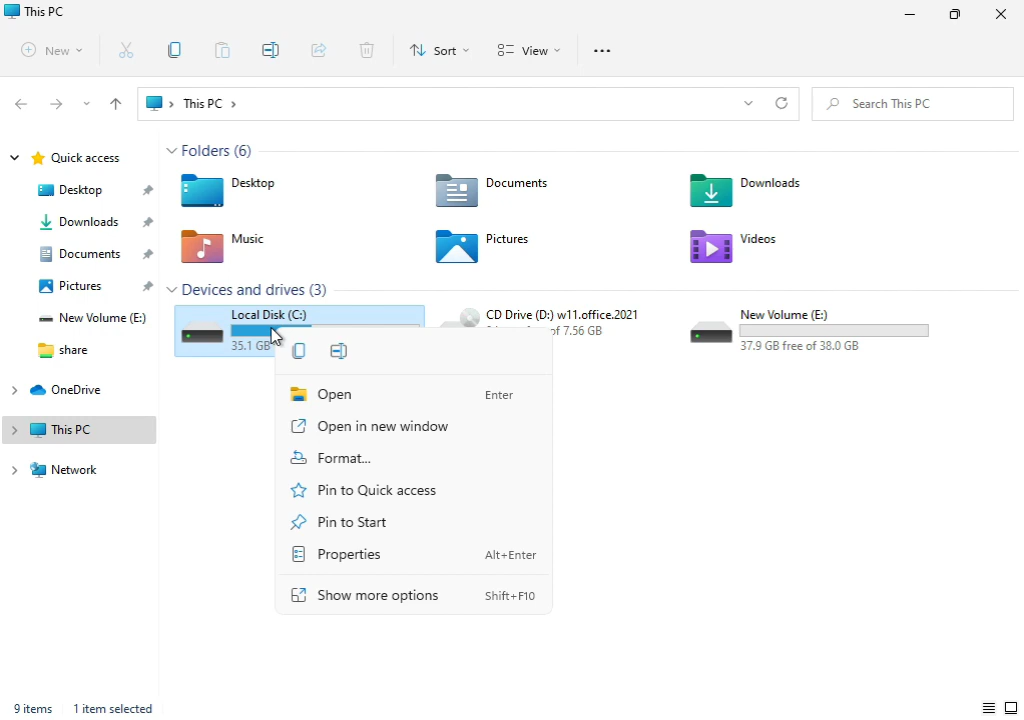 This PC
New
Sort
View
This PC
Search This PC
Quick access
Desktop
Downloads
Documents
Pictures
New Volume (E:)
share
OneDrive
This PC
Network
Folders (6)
Desktop
Documents
Downloads
Music
Pictures
Videos
Devices and drives (3)
Local Disk (C:)
35.1 GB
CD Drive (D:) w11.office.2021
of 7.56 GB
New Volume (E:)
37.9 GB free of 38.0 GB
Open Enter
Open in new window
Format...
Pin to Quick access
Pin to Start
Properties Alt+Enter
Show more options Shift+F10
9 items 1 item selected